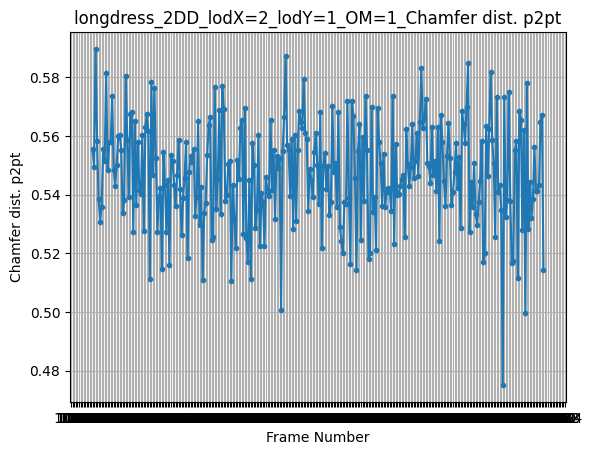 longdress_2DD_lodX=2_lodY=1_OM=1_Chamfer dist. p2pt
Chamfer dist. p2pt
0.58
0.56
0.54
0.52
0.50
0.48
Frame Number